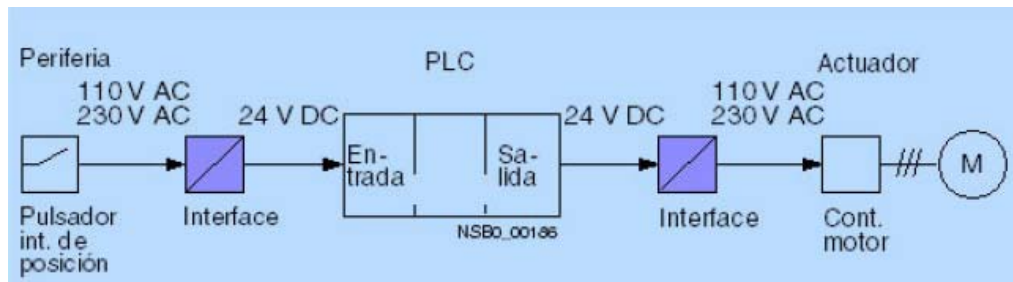 Periferia
PLC
Actuador
110 V AC
230 V AC
24 V DC
24 V DC
110 V AC
230 V AC
En-
trada
Sa-
lida
M
Pulsador
int. de
posición
Interface
NSB0_00186
Interface
Cont.
motor